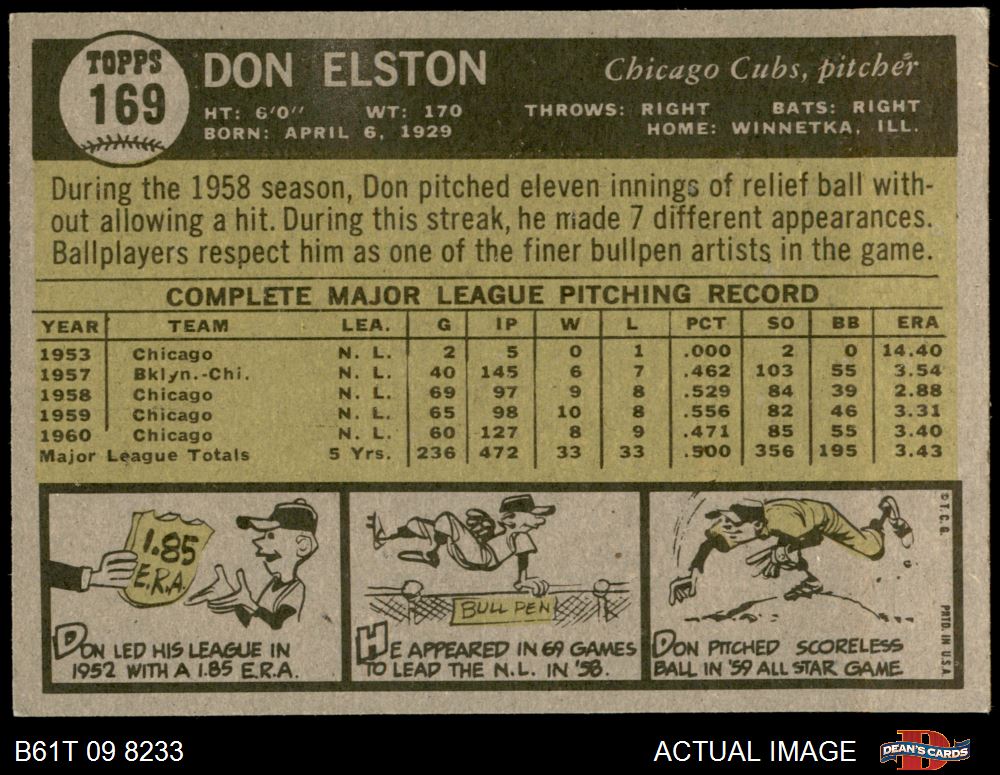 TOPPS
169
DON ELSTON
Chicago Cubs, pitcher
HT: 6'0" WT: 170 THROWS: RIGHT BATS: RIGHT
BORN: APRIL 6, 1929 HOME: WINNETKA, ILL.
During the 1958 season, Don pitched eleven innings of relief ball with-
out allowing a hit. During this streak, he made 7 different appearances.
Ballplayers respect him as one of the finer bullpen artists in the game.
COMPLETE MAJOR LEAGUE PITCHING RECORD
YEAR TEAM LEA. G IP W L PCT SO BB ERA
1953 Chicago N. L. 2 5 0 1 .000 2 0 14.40
1957 Bklyn.-Chi. N. L. 40 145 6 7 .462 103 55 3.54
1958 Chicago N. L. 69 97 9 8 .529 84 39 2.88
1959 Chicago N. L. 65 98 10 8 .556 82 46 3.31
1960 Chicago N. L. 60 127 8 9 .471 85 55 3.40
Major League Totals 5 Yrs. 236 472 33 33 .500 356 195 3.43
1.85
E.R.A.
DON LED HIS LEAGUE IN
1952 WITH A 1.85 E.R.A.
BULL PEN
HE APPEARED IN 69 GAMES
TO LEAD THE N.L. IN '58.
DON PITCHED SCORELESS
BALL IN '59 ALL STAR GAME
© T.C.G. PRTD. IN U.S.A.
B61T 09 8233
ACTUAL IMAGE
DEAN'S CARDS